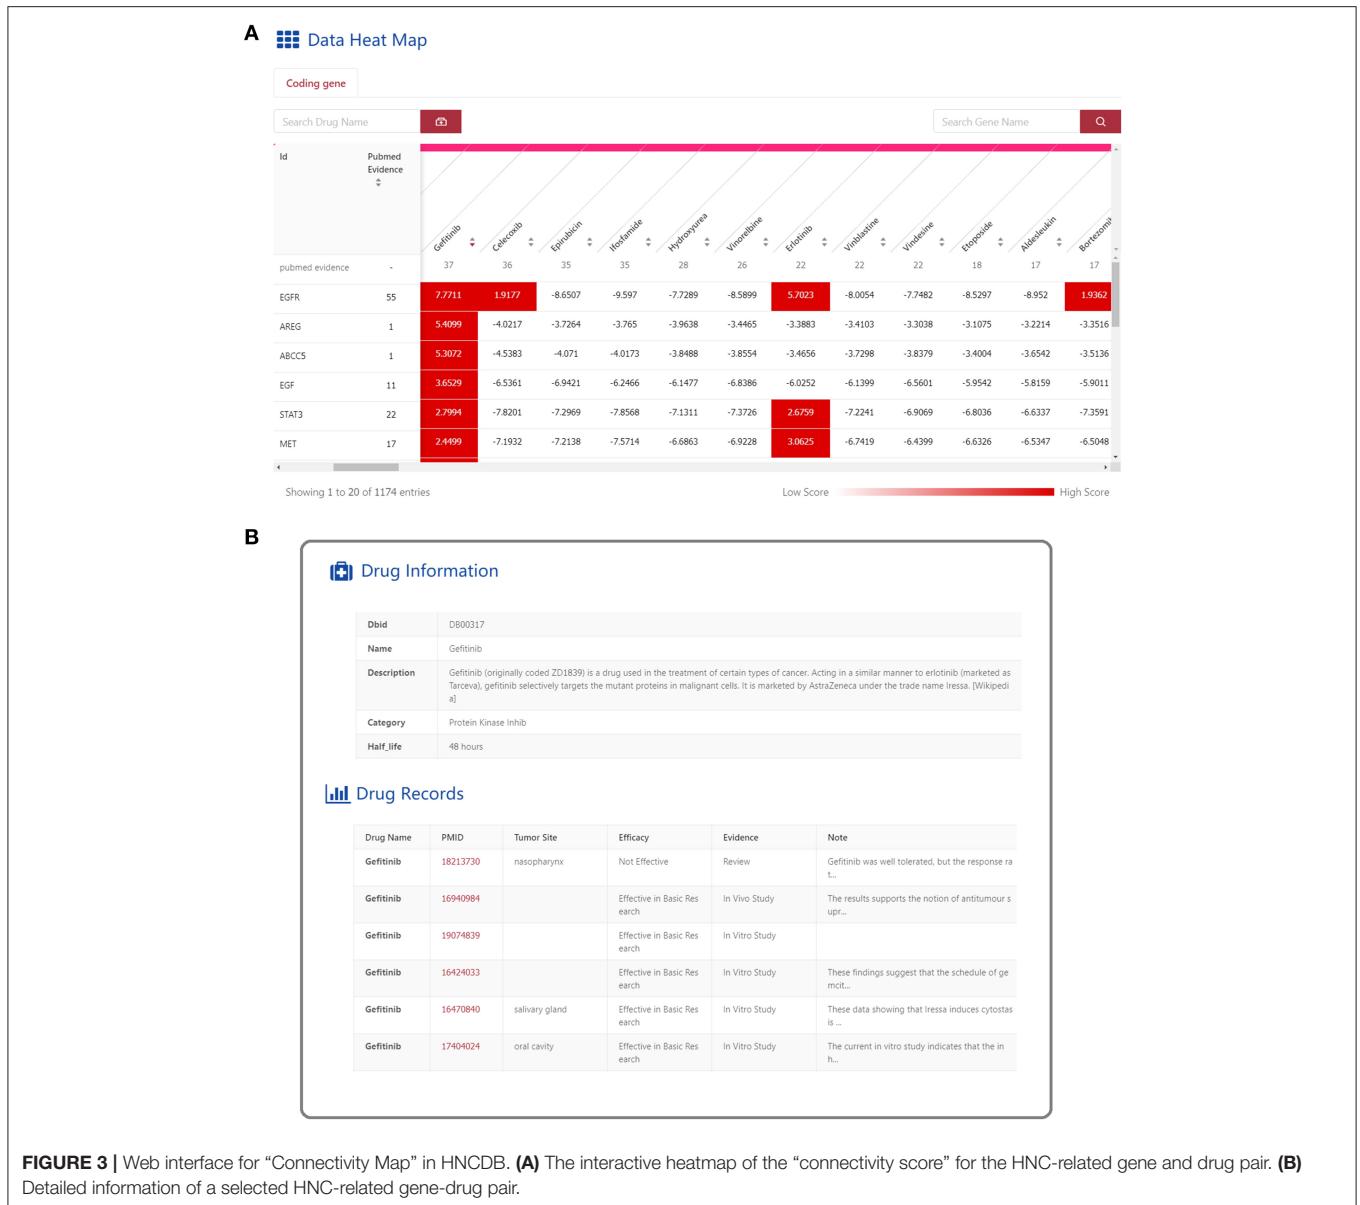 A
Data Heat Map
Coding gene
Search Drug Name
Search Gene Name
Id Pubmed Evidence Gefitinib Celecoxib Epirubicin Ifosfamide Hydroxyurea Vinorelbine Erlotinib Vinblastine Vindesine Etoposide Aldesleukin
pubmed evidence - 37 36 35 35 28 26 22 22 22 18 17 17
EGFR 55 7.7711 1.9177 -8.6507 -9.597 -7.7289 -8.5899 5.7023 -8.0054 -7.7482 -8.5297 -8.952 1.9362
AREG 1 5.4099 -4.0217 -3.7264 -3.765 -3.9638 -3.4465 -3.3883 -3.4103 -3.3038 -3.1075 -3.2214 -3.3516
ABCC5 1 5.3072 -4.5383 -4.071 -4.0173 -3.8488 -3.8554 -3.4656 -3.7298 -3.8379 -3.4004 -3.6542 -3.5136
EGF 11 3.6529 -6.5361 -6.9421 -6.2466 -6.1477 -6.8386 -6.0252 -6.1399 -6.5601 -5.9542 -5.8159 -5.9011
STAT3 22 2.7994 -7.8201 -7.2969 -7.8568 -7.1311 -7.3726 2.6759 -7.2241 -6.9069 -6.8036 -6.6337 -7.3591
MET 17 2.4499 -7.1932 -7.2138 -7.5714 -6.6863 -6.9228 3.0625 -6.7419 -6.4399 -6.6326 -6.5347 -6.5048
Showing 1 to 20 of 1174 entries Low Score High Score
B
Drug Information
Dbid DB00317
Name Gefitinib
Description Gefitinib (originally coded ZD1839) is a drug used in the treatment of certain types of cancer. Acting in a similar manner to erlotinib (marketed as
Tarceva), gefitinib selectively targets the mutant proteins in malignant cells. It is marketed by AstraZeneca under the trade name Iressa. [Wikipedi
a]
Category Protein Kinase Inhib
Half_life 48 hours
Drug Records
Drug Name PMID Tumor Site Efficacy Evidence Note
Gefitinib 18213730 nasopharynx Not Effective Review Gefitinib was well tolerated, but the response ra
t...
Gefitinib 16940984 Effective in Basic Res In Vivo Study The results supports the notion of antitumour s
earch upr...
Gefitinib 19074839 Effective in Basic Res In Vitro Study
earch
Gefitinib 16424033 Effective in Basic Res In Vitro Study These findings suggest that the schedule of ge
earch mcit...
Gefitinib 16470840 salivary gland Effective in Basic Res In Vitro Study These data showing that Iressa induces cytostas
earch is ...
Gefitinib 17404024 oral cavity Effective in Basic Res In Vitro Study The current in vitro study indicates that the in
earch h...
FIGURE 3 | Web interface for “Connectivity Map” in HNCDB. (A) The interactive heatmap of the “connectivity score” for the HNC-related gene and drug pair. (B)
Detailed information of a selected HNC-related gene-drug pair.